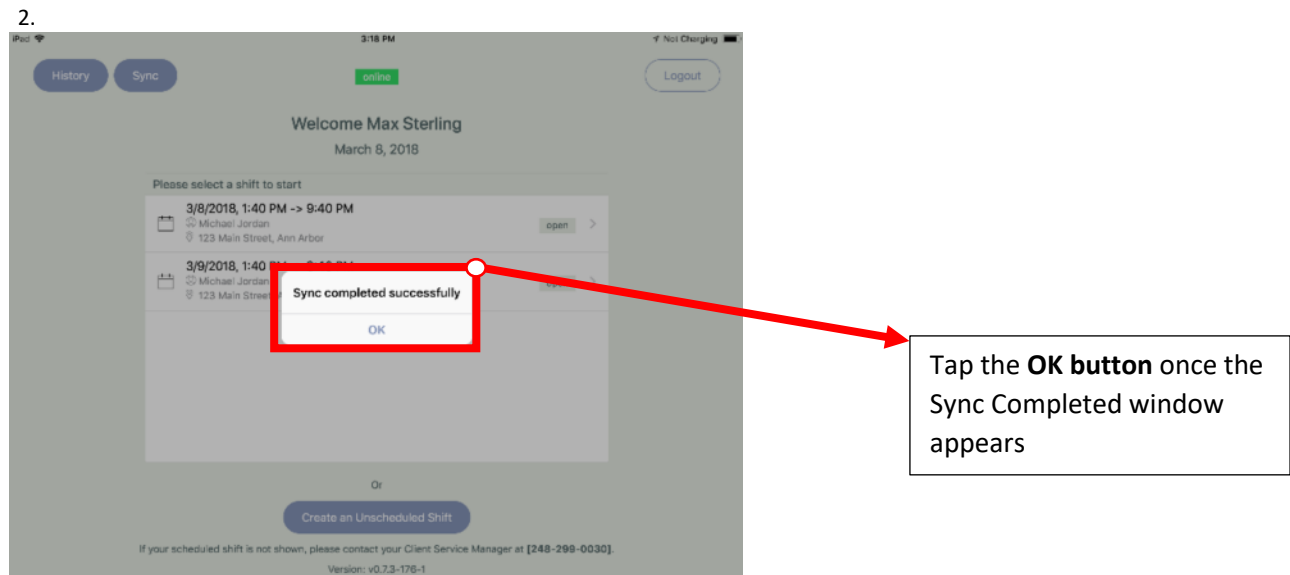 2.
iPad 3:18 PM Not Charging
History Sync online Logout
Welcome Max Sterling
March 8, 2018
Please select a shift to start
3/8/2018, 1:40 PM -> 9:40 PM
Michael Jordan
123 Main Street, Ann Arbor
open
3/9/2018, 1:40
Michael Jordan
123 Main Street
Sync completed successfully
OK
Or
Create an Unscheduled Shift
If your scheduled shift is not shown, please contact your Client Service Manager at [248-299-0030].
Version: v0.7.3-176-1
Tap the OK button once the
Sync Completed window
appears